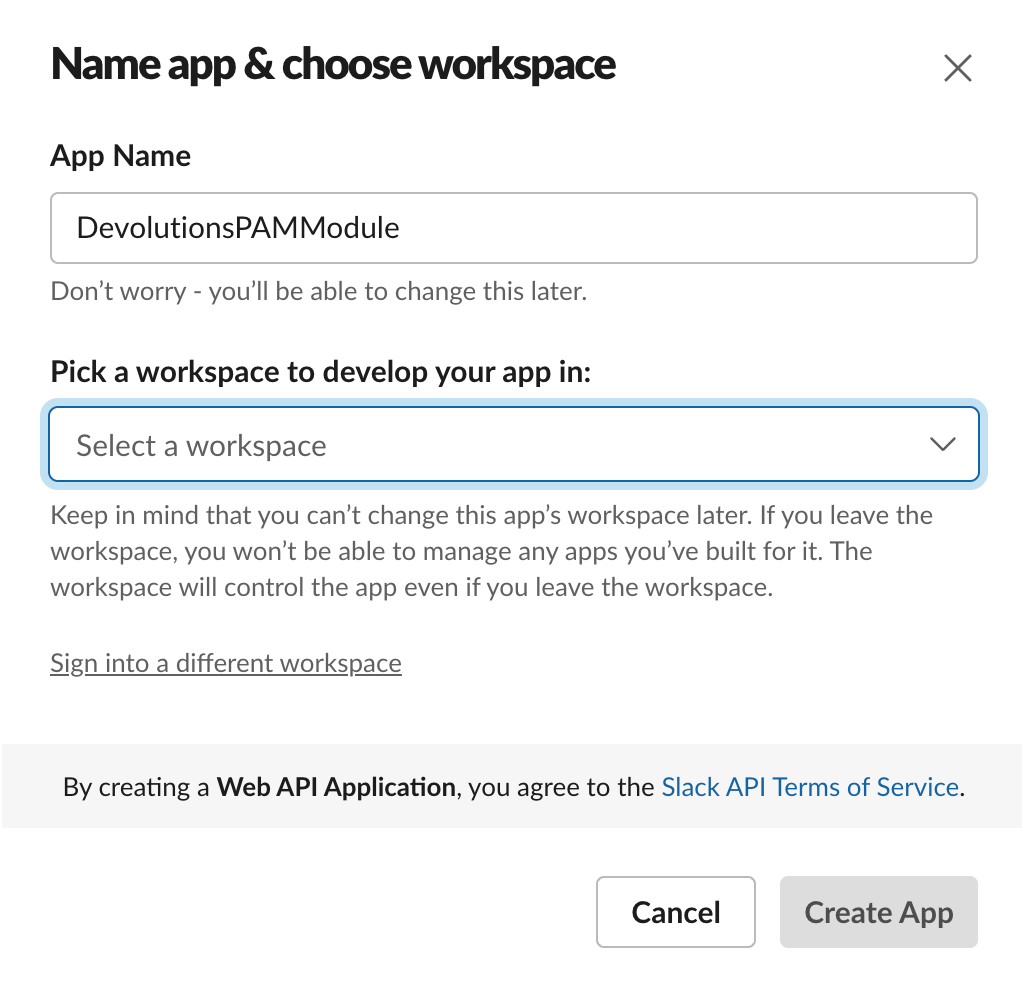 Name app & choose workspace
App Name
DevolutionsPAMModule
Don’t worry - you’ll be able to change this later.
Pick a workspace to develop your app in:
Select a workspace
Keep in mind that you can’t change this app’s workspace later. If you leave the
workspace, you won’t be able to manage any apps you’ve built for it. The
workspace will control the app even if you leave the workspace.
Sign into a different workspace
By creating a Web API Application, you agree to the Slack API Terms of Service.
Cancel
Create App